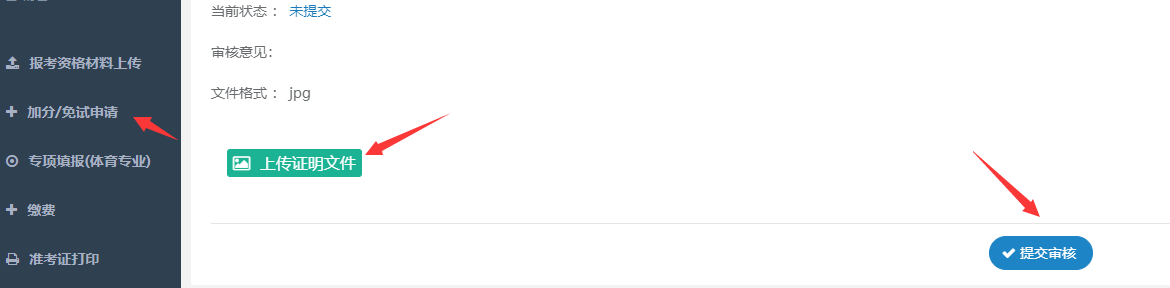 报考资格材料上传
加分/免试申请
专项填报(体育专业)
缴费
准考证打印
当前状态： 未提交
审核意见：
文件格式： jpg
上传证明文件
提交审核